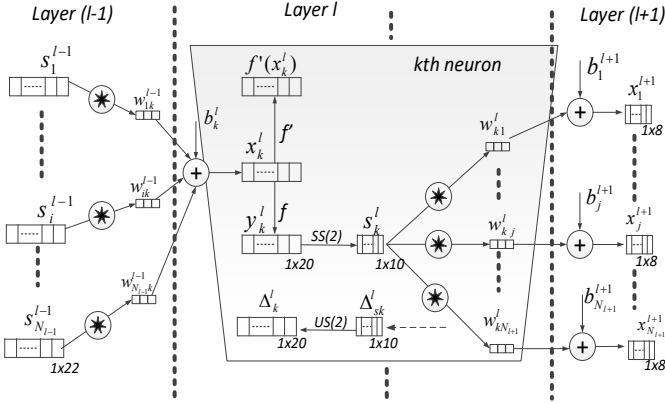 Layer (l-1)
Layer l
Layer (l+1)
s_1^{l-1}
w_{1k}^{l-1}
s_i^{l-1}
w_{ik}^{l-1}
s_{N_{l-1}}^{l-1}
w_{N_{l-1}k}^{l-1}
1x22
kth neuron
f'(x_k^l)
f'
b_k^l
+
x_k^l
f
y_k^l
1x20
SS(2)
s_k^l
1x10
Δ_k^l
1x20
US(2)
Δ_{sk}^l
1x10
w_{k1}^l
w_{kj}^l
w_{kN_{l+1}}^l
b_1^{l+1}
+
x_1^{l+1}
1x8
b_j^{l+1}
+
x_j^{l+1}
1x8
b_{N_{l+1}}^{l+1}
+
x_{N_{l+1}}^{l+1}
1x8